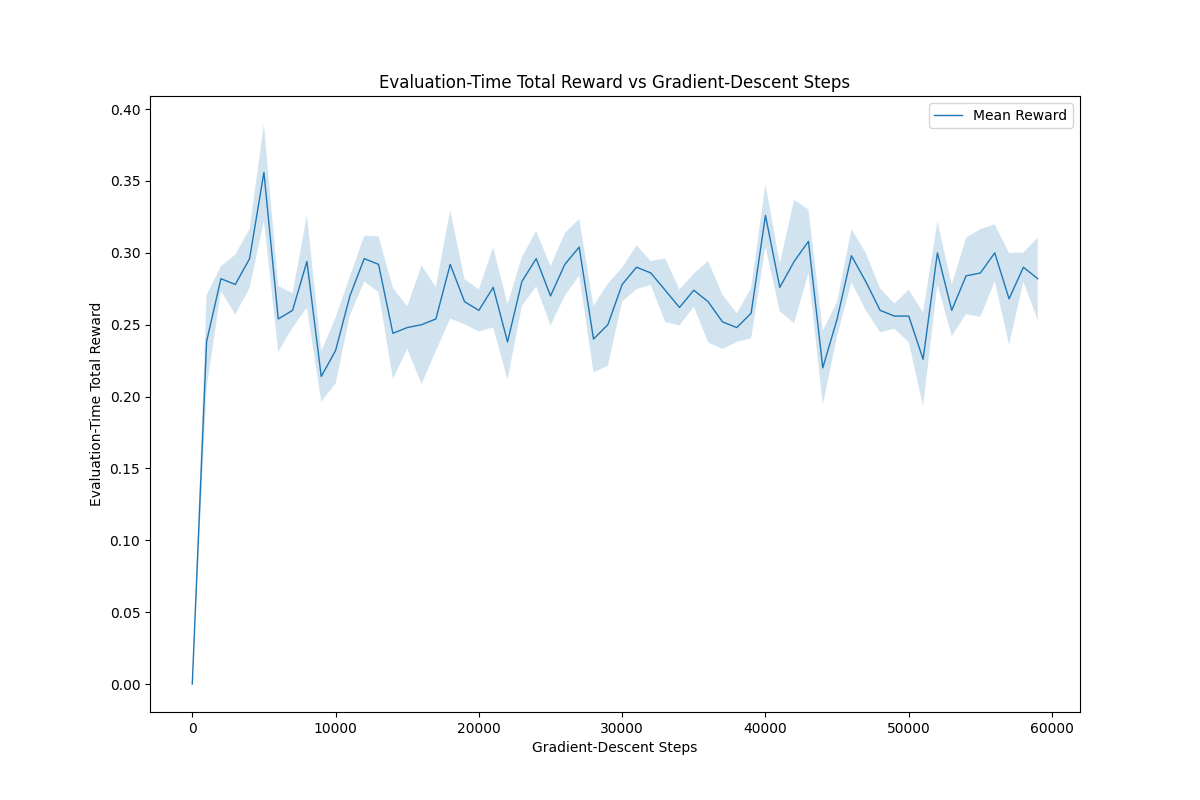 Evaluation-Time Total Reward vs Gradient-Descent Steps
Mean Reward
Evaluation-Time Total Reward
0.40
0.35
0.30
0.25
0.20
0.15
0.10
0.05
0.00
0 10000 20000 30000 40000 50000 60000
Gradient-Descent Steps